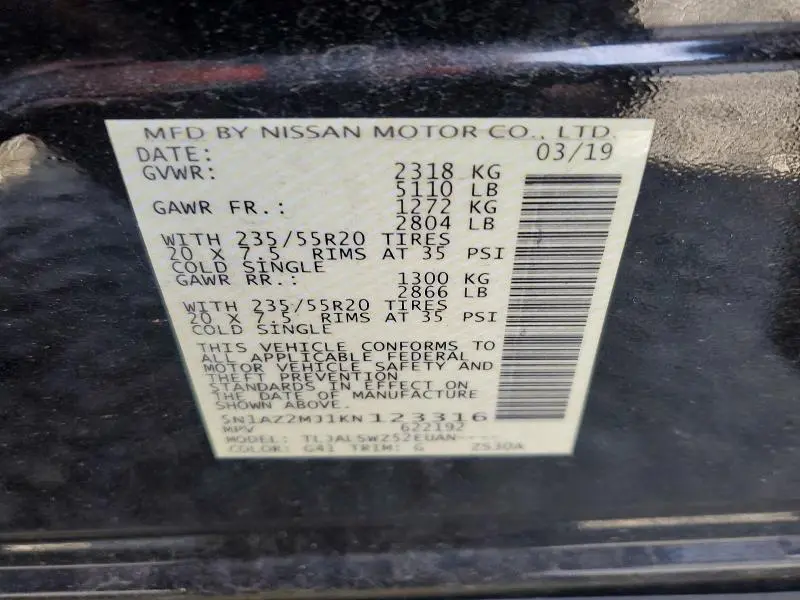 MFD BY NISSAN MOTOR CO., LTD.
DATE: 03/19
GVWR: 2318 KG
5110 LB
GAWR FR.: 1272 KG
2804 LB
WITH 235/55R20 TIRES
20 X 7.5 RIMS AT 35 PSI
COLD SINGLE
GAWR RR.: 1300 KG
2866 LB
WITH 235/55R20 TIRES
20 X 7.5 RIMS AT 35 PSI
COLD SINGLE
THIS VEHICLE CONFORMS TO
ALL APPLICABLE FEDERAL
MOTOR VEHICLE SAFETY AND
THEFT PREVENTION
STANDARDS IN EFFECT ON
THE DATE OF MANUFACTURE
SHOWN ABOVE.
5N1AZ2MJ1KN123316
MPV 622192
MODEL:
COLOR: G41 TRIM: G